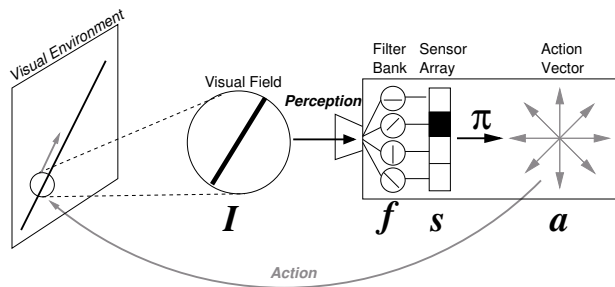 Visual Environment
Visual Field
Perception
Filter
Bank
Sensor
Array
Action
Vector
π
I
f
s
a
Action